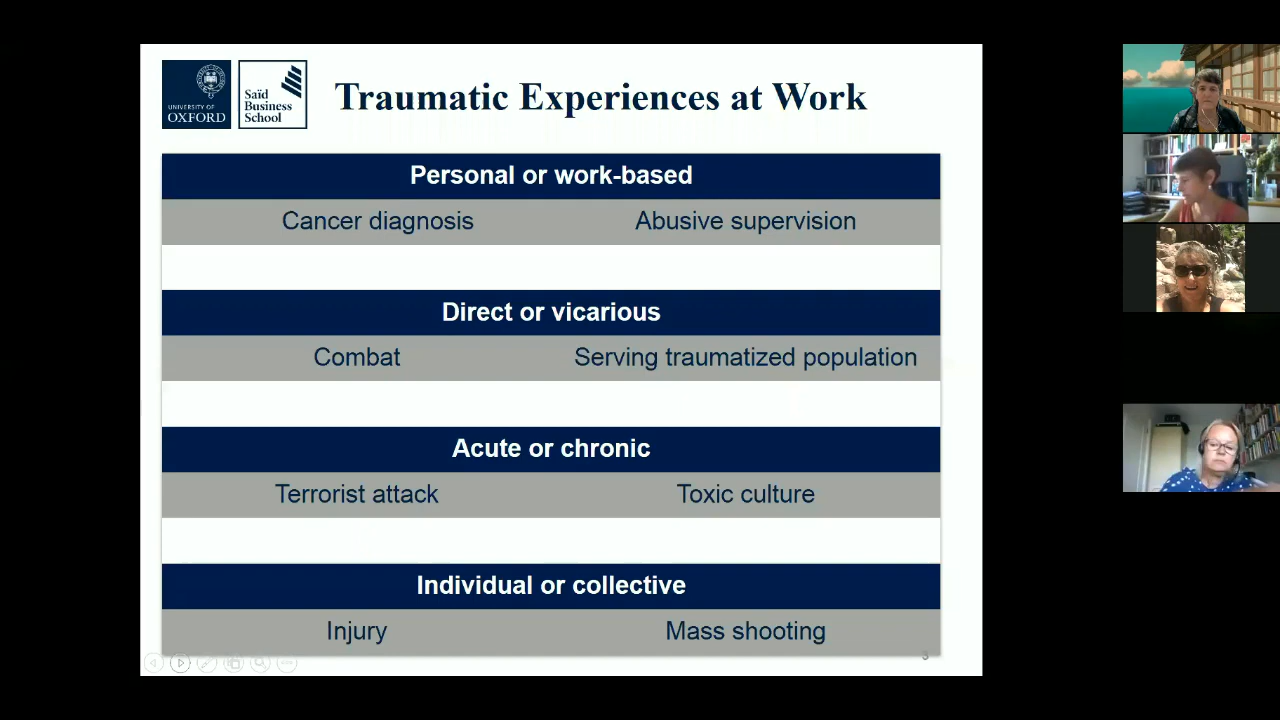 UNIVERSITY OF
OXFORD
Saïd
Business
School
Traumatic Experiences at Work
Personal or work-based
Cancer diagnosis Abusive supervision
Direct or vicarious
Combat Serving traumatized population
Acute or chronic
Terrorist attack Toxic culture
Individual or collective
Injury Mass shooting
3